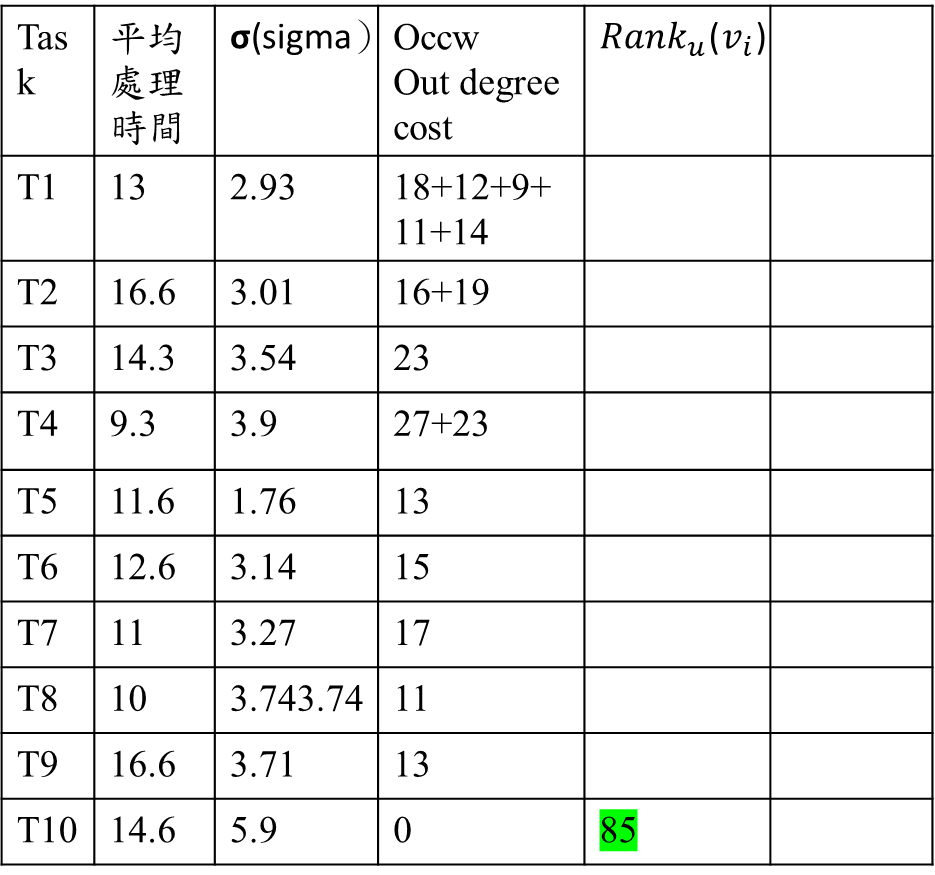 Tas
k
平均
處理
時間
σ(sigma）
Occw
Out degree
cost
Rankᵤ(vᵢ)
T1
13
2.93
18+12+9+
11+14
T2
16.6
3.01
16+19
T3
14.3
3.54
23
T4
9.3
3.9
27+23
T5
11.6
1.76
13
T6
12.6
3.14
15
T7
11
3.27
17
T8
10
3.743.74
11
T9
16.6
3.71
13
T10
14.6
5.9
0
85